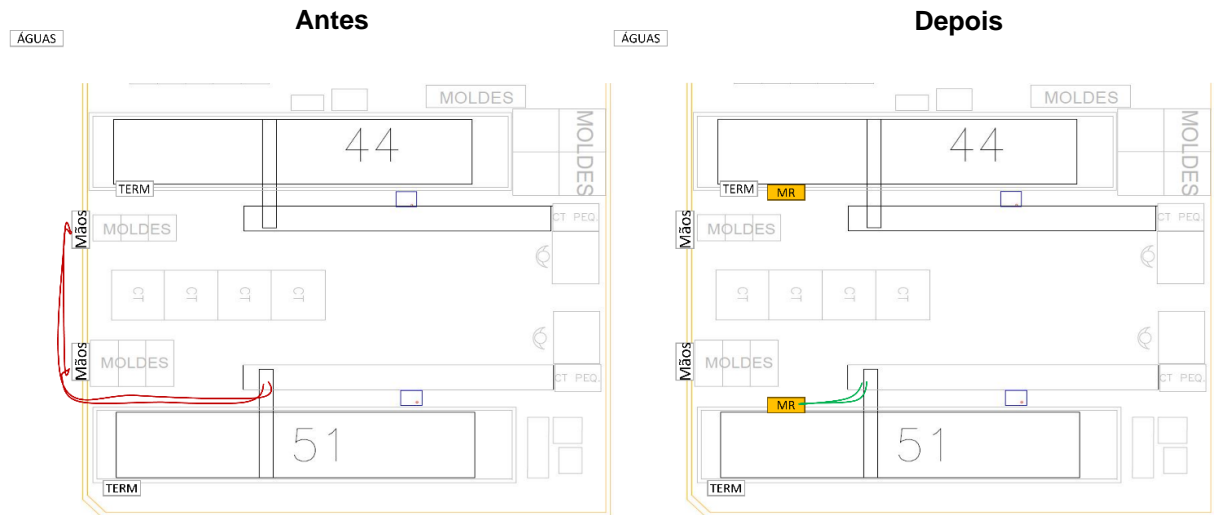 Antes
Depois
ÁGUAS
ÁGUAS
MOLDES
MOLDES
44
TERM
Mãos
MOLDES
CT PEQ.
CT
CT
CT
CT
Mãos
MOLDES
CT PEQ.
51
TERM
MOLDES
MOLDES
44
TERM
MR
Mãos
MOLDES
CT PEQ.
CT
CT
CT
CT
Mãos
MOLDES
CT PEQ.
MR
51
TERM